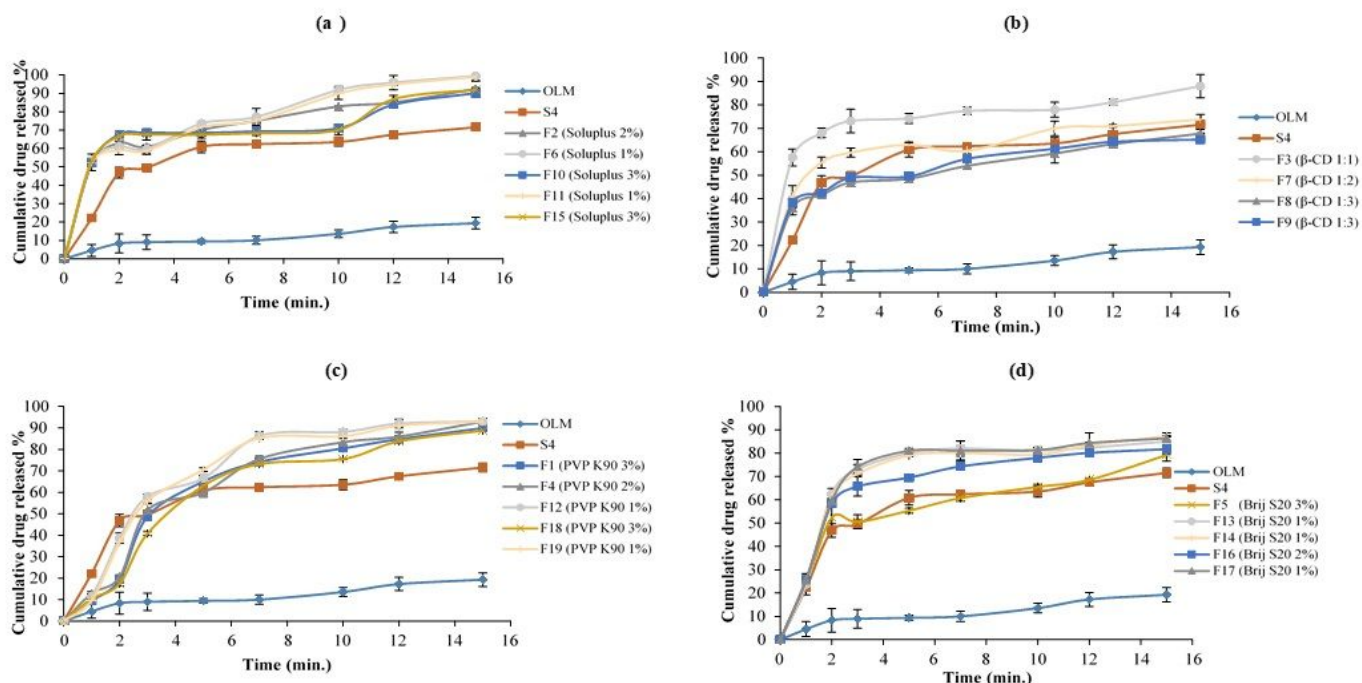 (a )
Cumulative drug released %
100
90
80
70
60
50
40
30
20
10
0
0 2 4 6 8 10 12 14 16
Time (min.)
OLM
S4
F2 (Soluplus 2%)
F6 (Soluplus 1%)
F10 (Soluplus 3%)
F11 (Soluplus 1%)
F15 (Soluplus 3%)
(b)
Cumulative drug released %
100
90
80
70
60
50
40
30
20
10
0
0 2 4 6 8 10 12 14 16
Time (min.)
OLM
S4
F3 (β-CD 1:1)
F7 (β-CD 1:2)
F8 (β-CD 1:3)
F9 (β-CD 1:3)
(c)
Cumulative drug released %
100
90
80
70
60
50
40
30
20
10
0
0 2 4 6 8 10 12 14 16
Time (min.)
OLM
S4
F1 (PVP K90 3%)
F4 (PVP K90 2%)
F12 (PVP K90 1%)
F18 (PVP K90 3%)
F19 (PVP K90 1%)
(d)
Cumulative drug released %
100
90
80
70
60
50
40
30
20
10
0
0 2 4 6 8 10 12 14 16
Time (min.)
OLM
S4
F5 (Brij S20 3%)
F13 (Brij S20 1%)
F14 (Brij S20 1%)
F16 (Brij S20 2%)
F17 (Brij S20 1%)